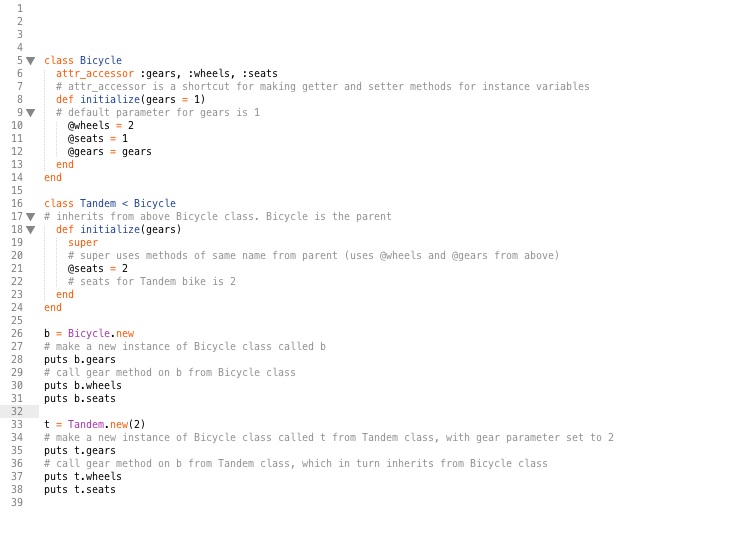 1
2
3
4
5 class Bicycle
6 attr_accessor :gears, :wheels, :seats
7 # attr_accessor is a shortcut for making getter and setter methods for instance variables
8 def initialize(gears = 1)
9 # default parameter for gears is 1
10 @wheels = 2
11 @seats = 1
12 @gears = gears
13 end
14 end
15
16 class Tandem < Bicycle
17 # inherits from above Bicycle class. Bicycle is the parent
18 def initialize(gears)
19 super
20 # super uses methods of same name from parent (uses @wheels and @gears from above)
21 @seats = 2
22 # seats for Tandem bike is 2
23 end
24 end
25
26 b = Bicycle.new
27 # make a new instance of Bicycle class called b
28 puts b.gears
29 # call gear method on b from Bicycle class
30 puts b.wheels
31 puts b.seats
32
33 t = Tandem.new(2)
34 # make a new instance of Bicycle class called t from Tandem class, with gear parameter set to 2
35 puts t.gears
36 # call gear method on b from Tandem class, which in turn inherits from Bicycle class
37 puts t.wheels
38 puts t.seats
39